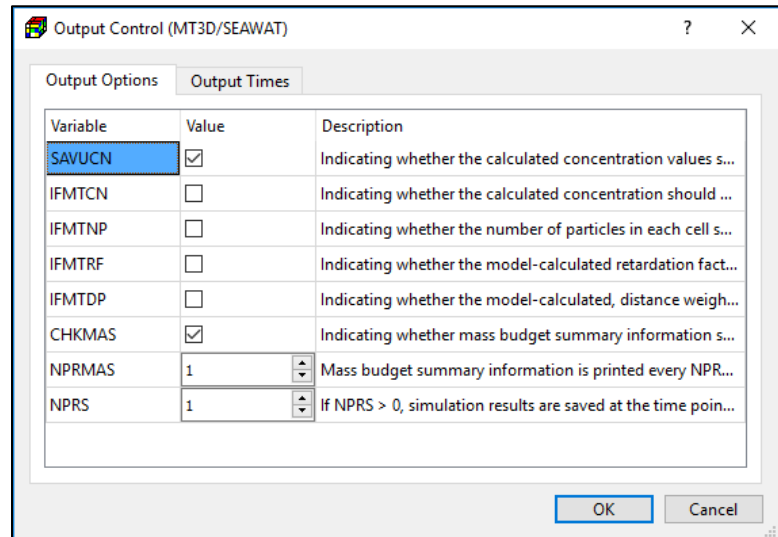 Output Control (MT3D/SEAWAT) ?
Output Options Output Times
Variable Value Description
SAVUCN Indicating whether the calculated concentration values s...
IFMTCN Indicating whether the calculated concentration should ...
IFMTNP Indicating whether the number of particles in each cell s...
IFMTRF Indicating whether the model-calculated retardation fact...
IFMTDP Indicating whether the model-calculated, distance weigh...
CHKMAS Indicating whether mass budget summary information s...
NPRMAS 1 Mass budget summary information is printed every NPR...
NPRS 1 If NPRS > 0, simulation results are saved at the time poin...
OK Cancel